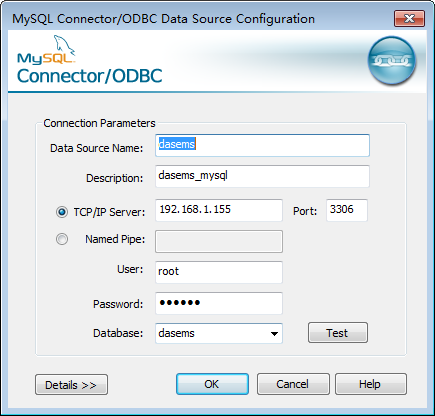 MySQL Connector/ODBC Data Source Configuration
MySQL
Connector/ODBC
Connection Parameters
Data Source Name: dasems
Description: dasems_mysql
TCP/IP Server: 192.168.1.155 Port: 3306
Named Pipe:
User: root
Password: ••••••
Database: dasems Test
Details >> OK Cancel Help